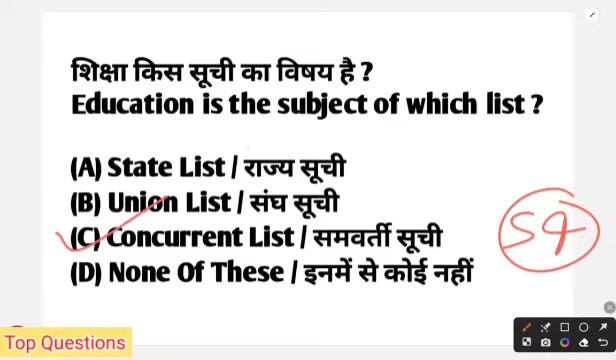 शिक्षा किस सूची का विषय है ?
Education is the subject of which list ?
(A) State List / राज्य सूची
(B) Union List / संघ सूची
(C) Concurrent List / समवर्ती सूची
(D) None Of These / इनमें से कोई नहीं
54
Top Questions